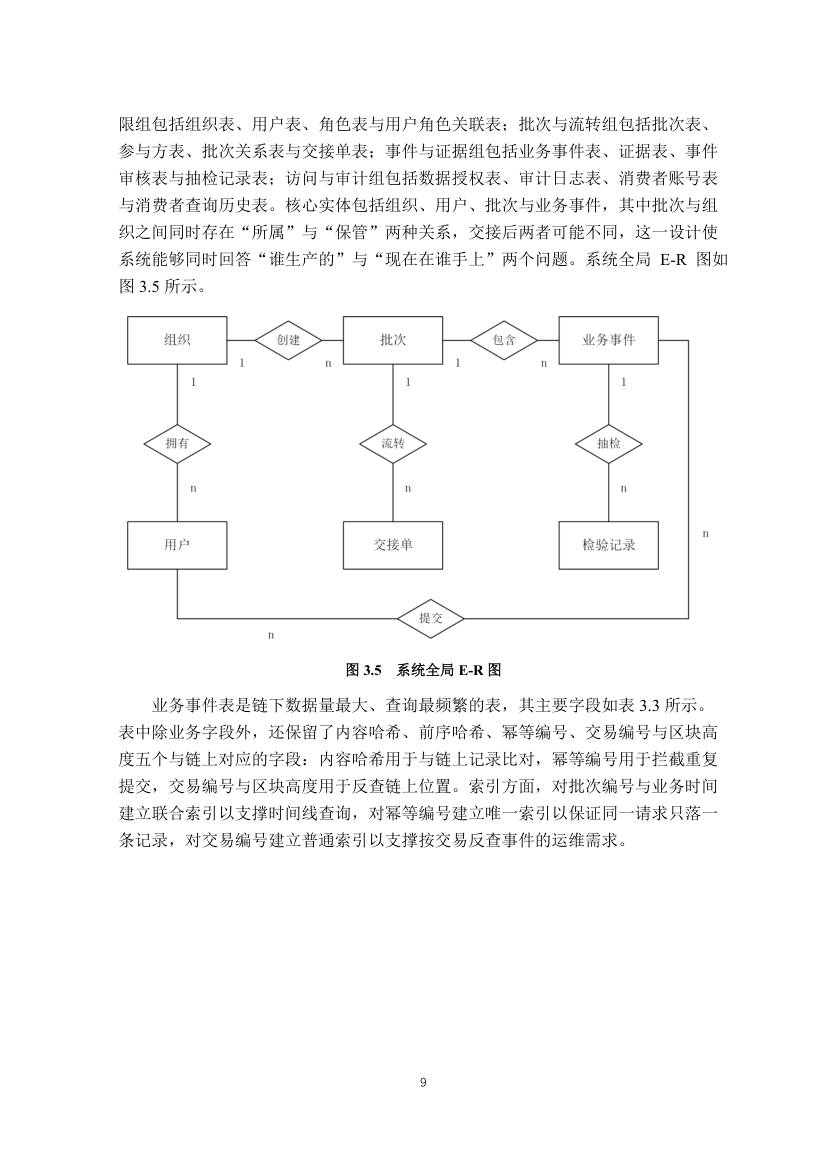 限组包括组织表、用户表、角色表与用户角色关联表；批次与流转组包括批次表、
参与方表、批次关系表与交接单表；事件与证据组包括业务事件表、证据表、事件
审核表与抽检记录表；访问与审计组包括数据授权表、审计日志表、消费者账号表
与消费者查询历史表。核心实体包括组织、用户、批次与业务事件，其中批次与组
织之间同时存在“所属”与“保管”两种关系，交接后两者可能不同，这一设计使
系统能够同时回答“谁生产的”与“现在在谁手上”两个问题。系统全局 E-R 图如
图 3.5 所示。
组织 创建 批次 包含 业务事件
1 n 1 n
1 1 1
拥有 流转 抽检
n n n
n
用户 交接单 检验记录
提交
n
图 3.5 系统全局 E-R 图
业务事件表是链下数据量最大、查询最频繁的表，其主要字段如表 3.3 所示。
表中除业务字段外，还保留了内容哈希、前序哈希、幂等编号、交易编号与区块高
度五个与链上对应的字段：内容哈希用于与链上记录比对，幂等编号用于拦截重复
提交，交易编号与区块高度用于反查链上位置。索引方面，对批次编号与业务时间
建立联合索引以支撑时间线查询，对幂等编号建立唯一索引以保证同一请求只落一
条记录，对交易编号建立普通索引以支撑按交易反查事件的运维需求。
9